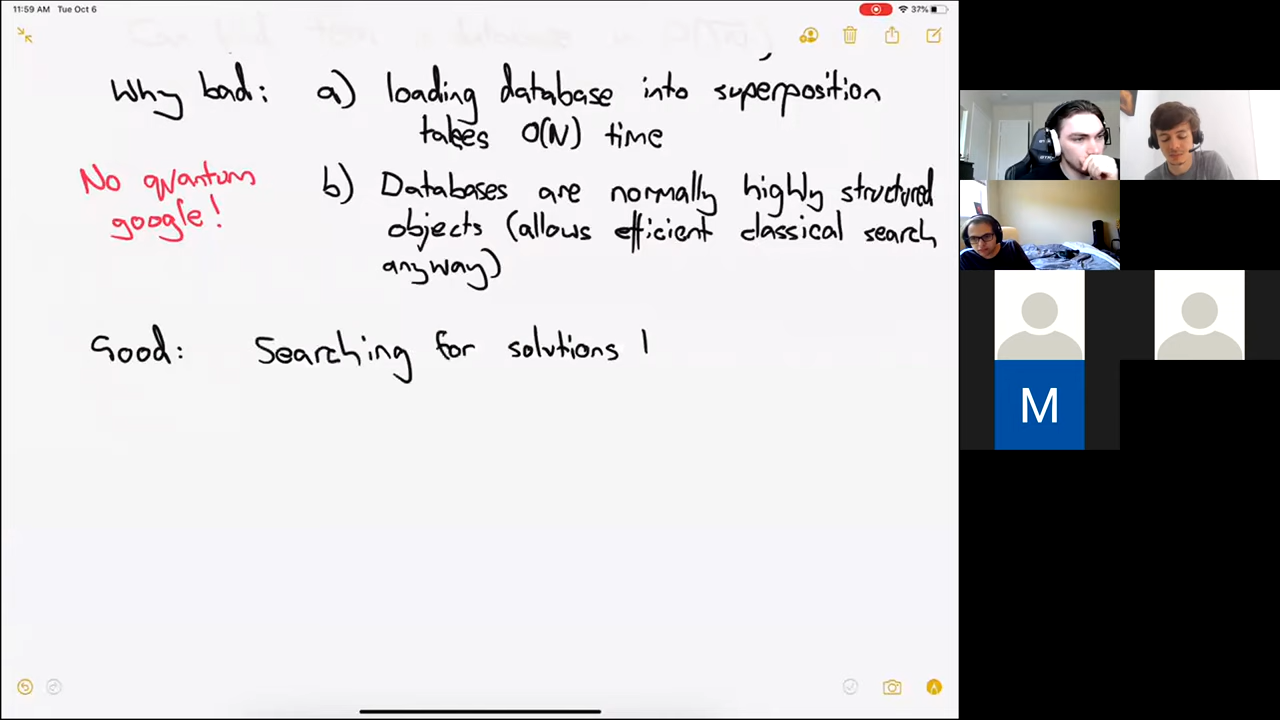 11:59 AM Tue Oct 6
37%
Why bad: a) loading database into superposition
takes O(N) time
No quantum
google!
b) Databases are normally highly structured
objects (allows efficient classical search
anyway)
Good: Searching for solutions
M